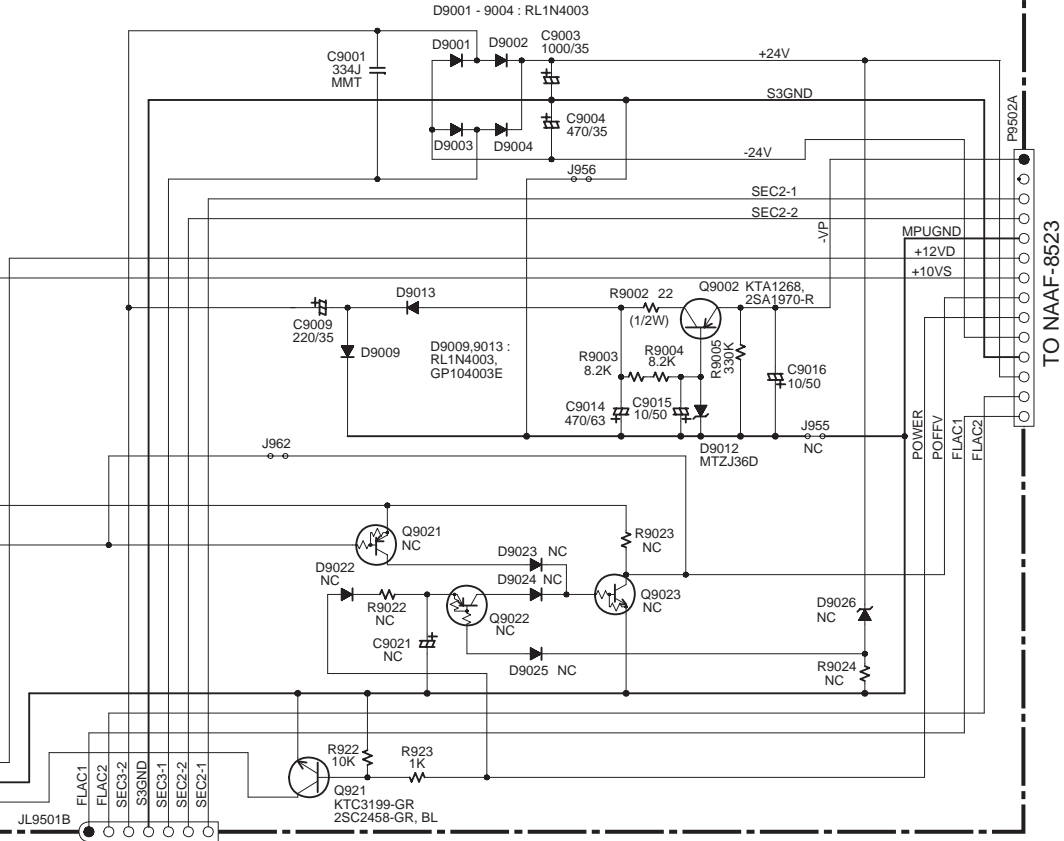 D9001 - 9004 : RL1N4003
C9001
334J
MMT
D9001
D9002
C9003
1000/35
+24V
S3GND
C9004
470/35
D9003
D9004
-24V
J956
SEC2-1
SEC2-2
-VP
MPUGND
+12VD
+10VS
P9502A
TO NAAF-8523
C9009
220/35
D9013
D9009
D9009,9013 :
RL1N4003,
GP104003E
R9002 22
(1/2W)
Q9002 KTA1268,
2SA1970-R
R9003
8.2K
R9004
8.2K
R9005
330K
C9016
10/50
C9014
470/63
C9015
10/50
D9012
MTZJ36D
J955
NC
J962
POWER
POFFV
FLAC1
FLAC2
Q9021
NC
D9022
NC
R9022
NC
C9021
NC
D9023 NC
D9024 NC
Q9022
NC
D9025 NC
R9023
NC
Q9023
NC
D9026
NC
R9024
NC
R922
10K
R923
1K
Q921
KTC3199-GR
2SC2458-GR, BL
FLAC1
FLAC2
SEC3-2
S3GND
SEC3-1
SEC2-2
SEC2-1
JL9501B